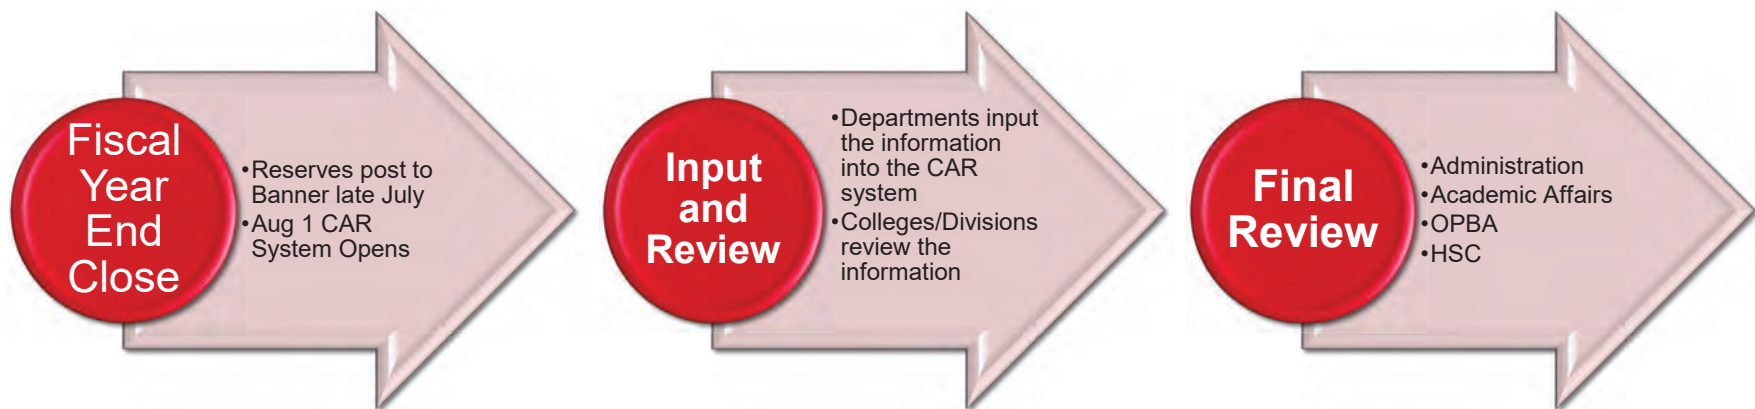 Fiscal
Year
End
Close
•Reserves post to
Banner late July
•Aug 1 CAR
System Opens
Input
and
Review
•Departments input
the information
into the CAR
system
•Colleges/Divisions
review the
information
Final
Review
•Administration
•Academic Affairs
•OPBA
•HSC